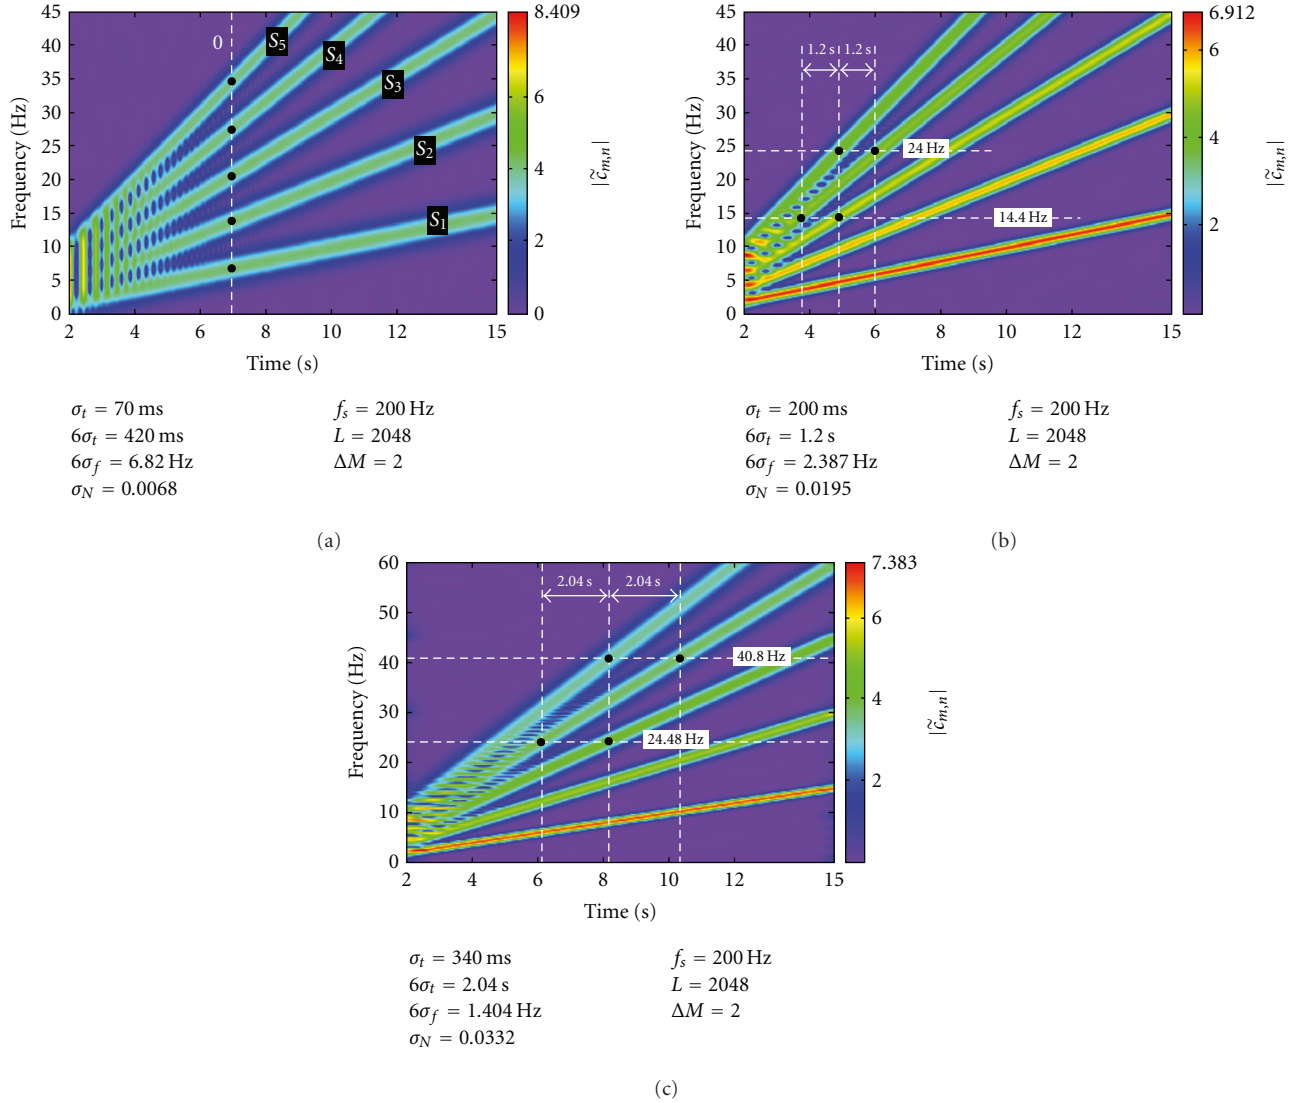 45
40
35
30
25
20
15
10
5
0
Frequency (Hz)
0
S5
S4
S3
S2
S1
2 4 6 8 10 12 15
Time (s)
8.409
6
4
2
0
|c̃m,n|
σt = 70 ms
6σt = 420 ms
6σf = 6.82 Hz
σN = 0.0068
fs = 200 Hz
L = 2048
ΔM = 2
(a)
45
40
35
30
25
20
15
10
5
0
Frequency (Hz)
1.2 s 1.2 s
24 Hz
14.4 Hz
2 4 6 8 10 12 15
Time (s)
6.912
6
4
2
|c̃m,n|
σt = 200 ms
6σt = 1.2 s
6σf = 2.387 Hz
σN = 0.0195
fs = 200 Hz
L = 2048
ΔM = 2
(b)
60
50
40
30
20
10
0
Frequency (Hz)
2.04 s 2.04 s
40.8 Hz
24.48 Hz
2 4 6 8 10 12 15
Time (s)
7.383
6
4
2
|c̃m,n|
σt = 340 ms
6σt = 2.04 s
6σf = 1.404 Hz
σN = 0.0332
fs = 200 Hz
L = 2048
ΔM = 2
(c)